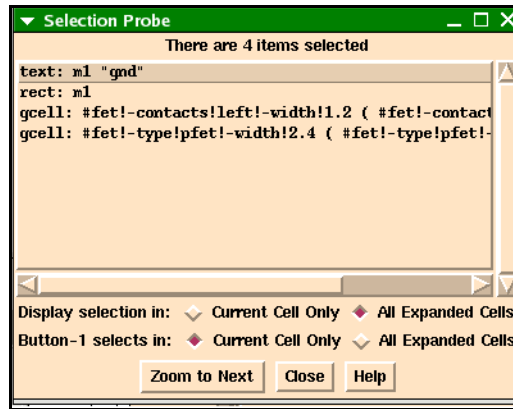 Selection Probe
There are 4 items selected
text: m1 "gnd"
rect: m1
gcell: #fet!-contacts!left!-width!1.2 ( #fet!-contact
gcell: #fet!-type!pfet!-width!2.4 ( #fet!-type!pfet!-
Display selection in: Current Cell Only All Expanded Cells
Button-1 selects in: Current Cell Only All Expanded Cells
Zoom to Next Close Help